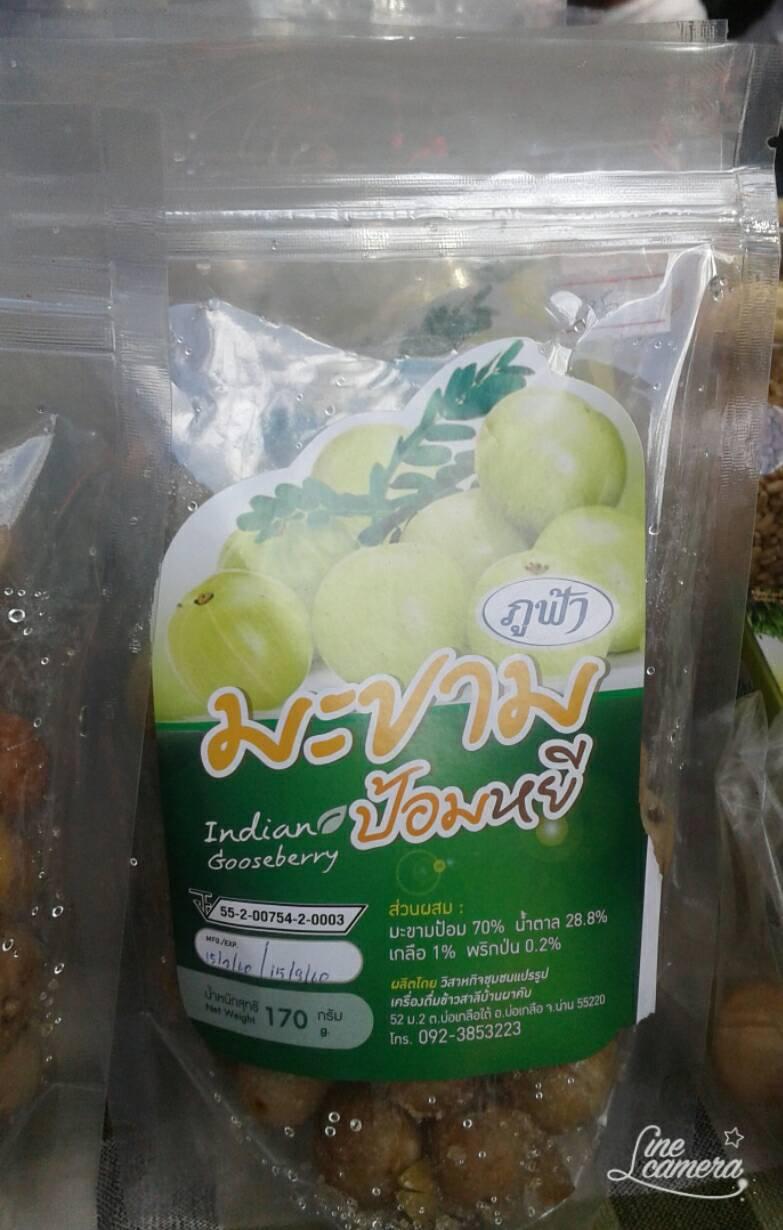 ภูฟ้า
มะขาม
ป้อมหยี
Indian
Gooseberry
55-2-00754-2-0003
MFG./EXP.
15/9/60
น้ำหนักสุทธิ
Net Weight 170 กรัม
g.
ส่วนผสม :
มะขามป้อม 70% น้ำตาล 28.8%
เกลือ 1% พริกป่น 0.2%
ผลิตโดย วิสาหกิจชุมชนแปรรูป
เครื่องดื่มข้าวสาลีบ้านผาคับ
52 ม.2 ต.บ่อเกลือใต้ อ.บ่อเกลือ จ.น่าน 55220
โทร. 092-3853223
Line
camera